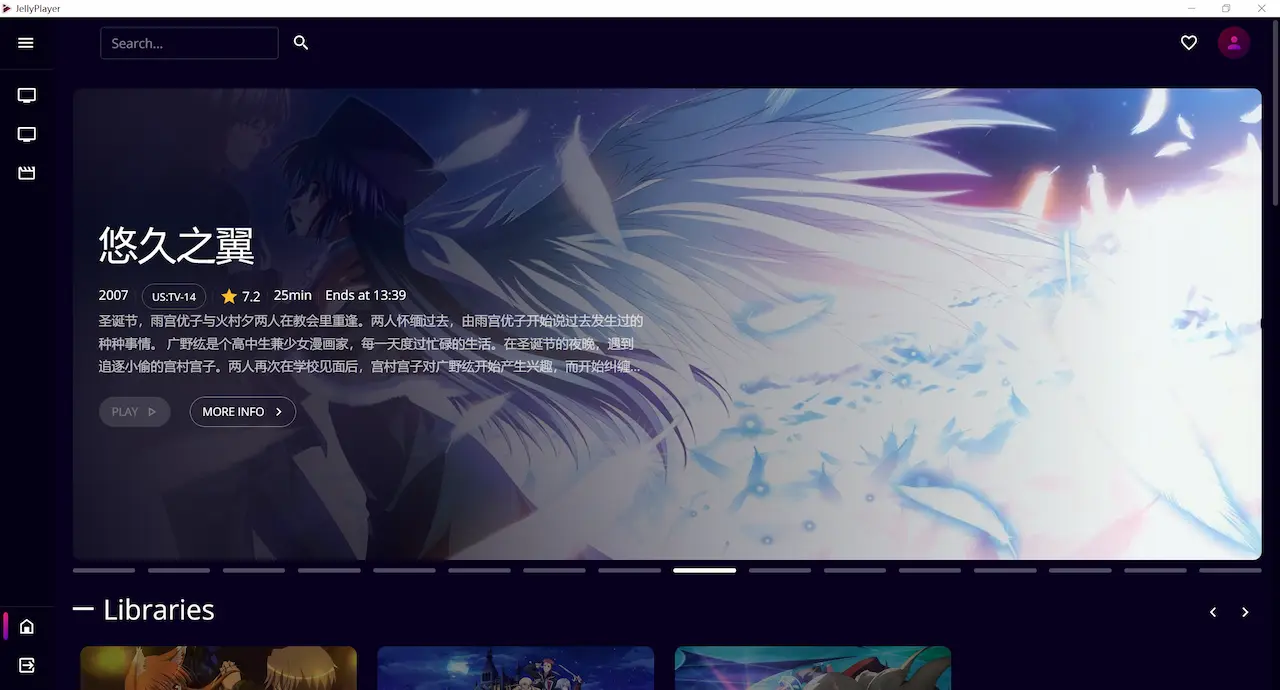 JellyPlayer
Search...
悠久之翼
2007 US:TV-14 7.2 25min Ends at 13:39
圣诞节，雨宫优子与火村夕两人在教会里重逢。两人怀缅过去，由雨宫优子开始说过去发生过的
种种事情。 广野纮是个高中生兼少女漫画家，每一天度过忙碌的生活。在圣诞节的夜晚，遇到
追逐小偷的宫村宫子。两人再次在学校见面后，宫村宫子对广野纮开始产生兴趣，而开始纠缠...
PLAY MORE INFO
Libraries